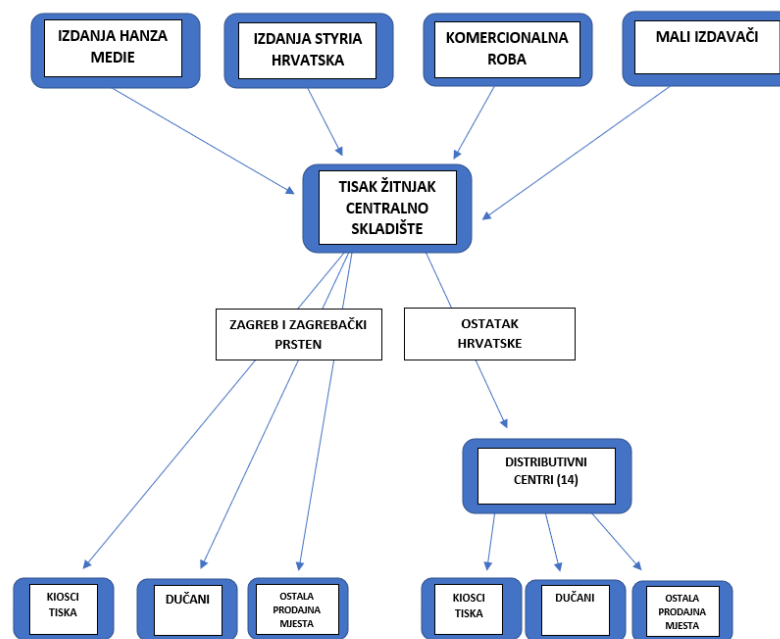 IZDANJA HANZA
MEDIE
IZDANJA STYRIA
HRVATSKA
KOMERCIONALNA
ROBA
MALI IZDAVAČI
TISAK ŽITNJAK
CENTRALNO
SKLADIŠTE
ZAGREB I ZAGREBAČKI
PRSTEN
OSTATAK
HRVATSKE
DISTRIBUTIVNI
CENTRI (14)
KIOSCI
TISKA
DUČANI
OSTALA
PRODAJNA
MJESTA
KIOSCI
TISKA
DUČANI
OSTALA
PRODAJNA
MJESTA